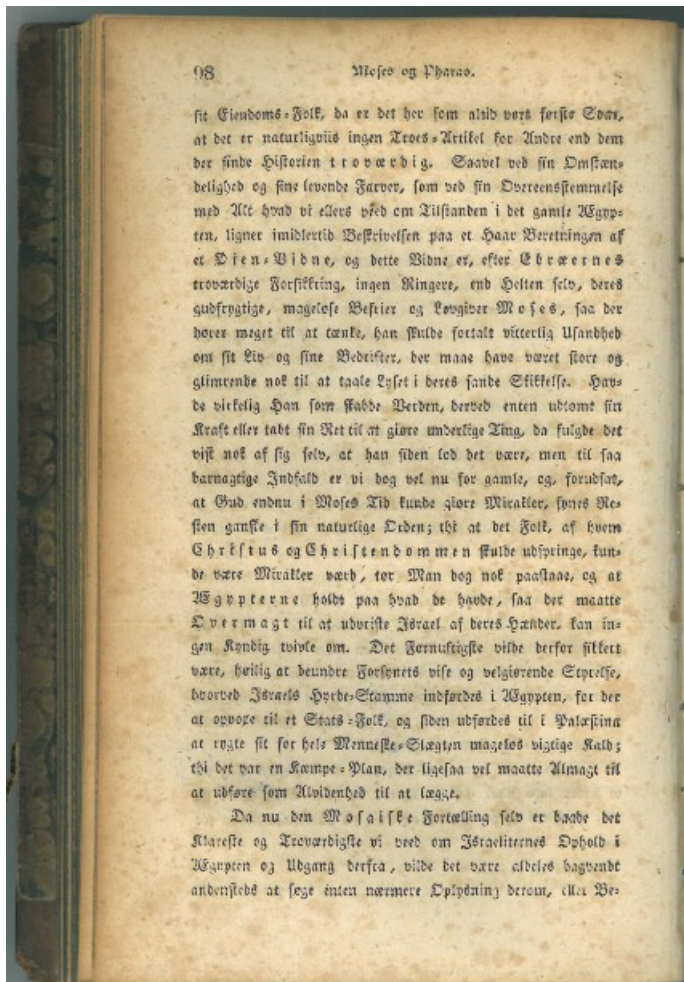 98
Moses og Pharao.
sit Eiendoms-Folk, da er det her som altid vort første Svar,
at det er naturligviis ingen Troes-Artikel for Andre end dem
der finde Historien troværdig. Saavel ved sin Omstæn-
delighed og sine levende Farver, som ved sin Overeensstemmelse
med Alt hvad vi ellers veed om Tilstanden i det gamle Ægyp-
ten, ligner imidlertid Beskrivelsen paa et Haar Beretningen af
et Øien-Vidne, og dette Vidne er, efter Ebræernes
troværdige Forsikkring, ingen Ringere, end Helten selv, deres
gudfrygtige, mageløse Befrier og Lovgiver Moses, saa der
hører meget til at tænke, han skulde fortalt vitterlig Usandhed
om sit Liv og sine Bedrifter, der maae have været store og
glimrende nok til at taale Lyset i deres sande Skikkelse. Hav-
de virkelig Han som skabde Verden, derved enten udtømt sin
Kraft eller tabt sin Ret til at giøre underlige Ting, da fulgde det
vist nok af sig selv, at han siden lod det være, men til saa
barnagtige Indfald er vi dog vel nu for gamle, og, forudsat,
at Gud endnu i Moses Tid kunde giøre Mirakler, synes Re-
sten ganske i sin naturlige Orden; thi at det Folk, af hvem
Christus og Christendommen skulde udspringe, kun-
de være Mirakler værd, tør Man dog nok paastaae, og at
Ægypterne holdt paa hvad de havde, saa der maatte
Overmagt til at udvriste Israel af deres Hænder, kan in-
gen Kyndig tvivle om. Det Fornuftigste vilde derfor sikkert
være, høilig at beundre Forsynets vise og velgiørende Styrelse,
hvorved Israels Hyrde-Stamme indførdes i Ægypten, for der
at opvoxe til et Stats-Folk, og siden udførdes til i Palæstina
at røgte sit for hele Menneske-Slægten mageløs vigtige Kald;
thi det var en Kæmpe-Plan, der ligesaa vel maatte Almagt til
at udføre som Alvidenhed til at lægge.
Da nu den Mosaiske Fortælling selv er baade det
Klareste og Troværdigste vi veed om Israeliternes Ophold i
Ægypten og Udgang derfra, vilde det være aldeles bagvendt
andensteds at søge enten nærmere Oplysning derom, eller Be-